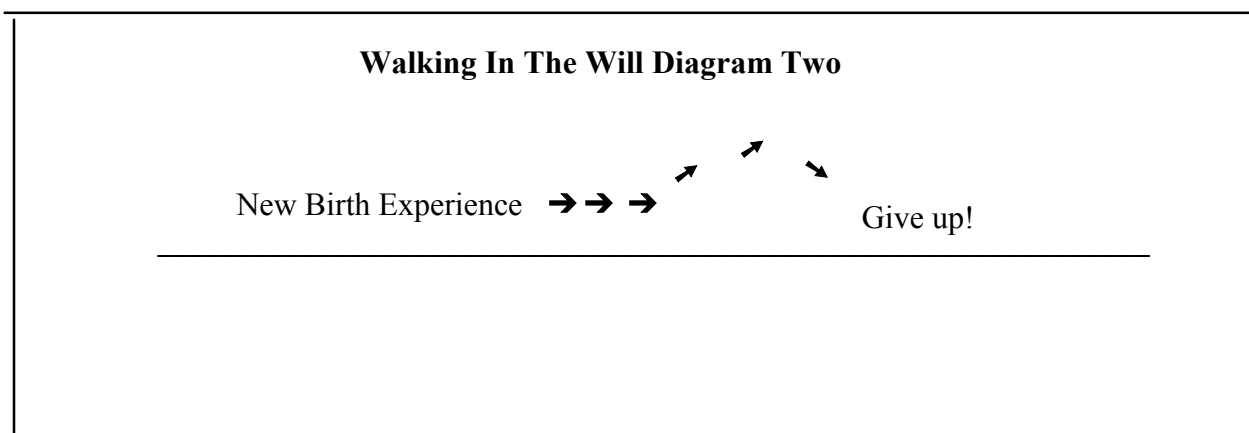 Walking In The Will Diagram Two
New Birth Experience ➔ ➔ ➔
Give up!